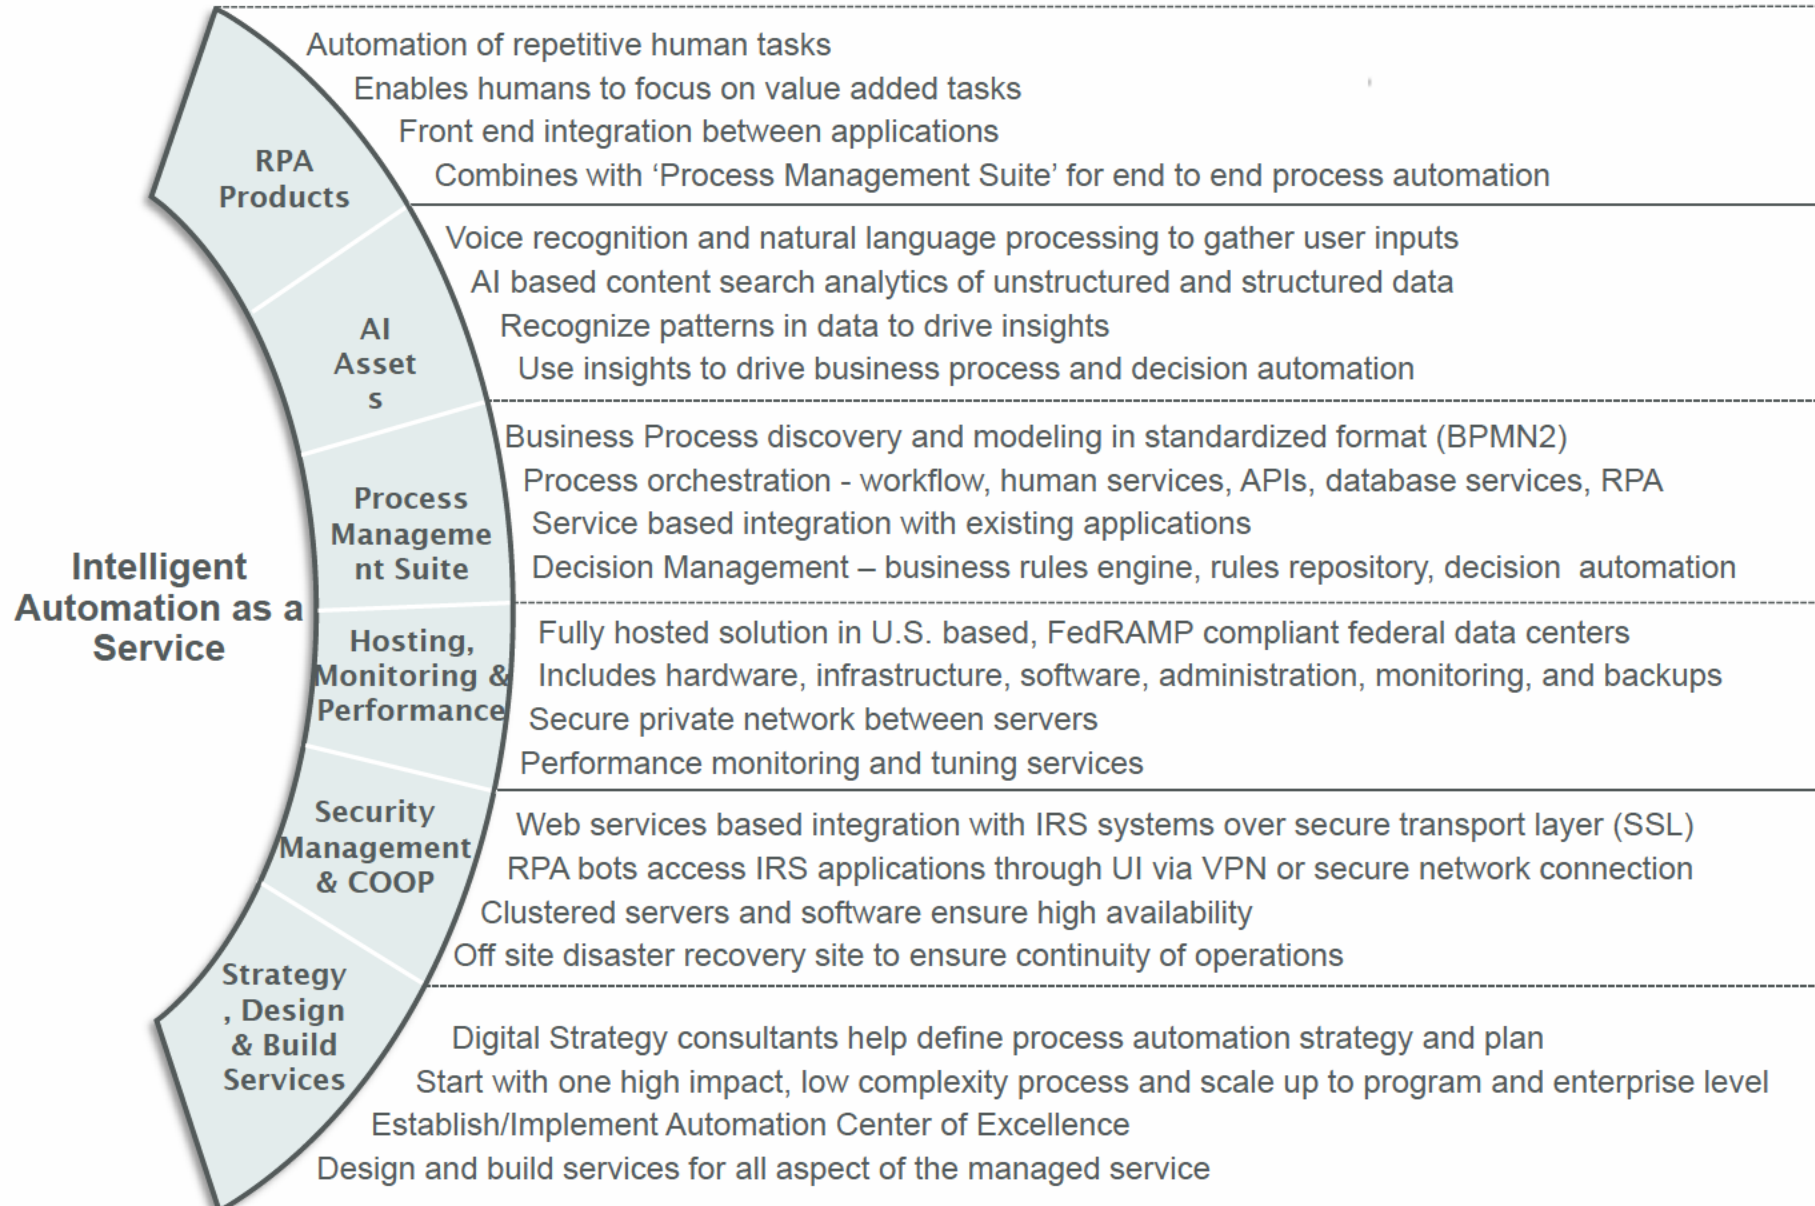 Automation of repetitive human tasks
Enables humans to focus on value added tasks
Front end integration between applications
Combines with ‘Process Management Suite’ for end to end process automation
RPA
Products
Voice recognition and natural language processing to gather user inputs
AI based content search analytics of unstructured and structured data
Recognize patterns in data to drive insights
Use insights to drive business process and decision automation
AI
Asset
s
Business Process discovery and modeling in standardized format (BPMN2)
Process orchestration - workflow, human services, APIs, database services, RPA
Service based integration with existing applications
Decision Management – business rules engine, rules repository, decision  automation
Process
Manageme
nt Suite
Intelligent
Automation as a
Service
Fully hosted solution in U.S. based, FedRAMP compliant federal data centers
Includes hardware, infrastructure, software, administration, monitoring, and backups
Secure private network between servers
Performance monitoring and tuning services
Hosting,
Monitoring &
Performance
Web services based integration with IRS systems over secure transport layer (SSL)
RPA bots access IRS applications through UI via VPN or secure network connection
Clustered servers and software ensure high availability
Off site disaster recovery site to ensure continuity of operations
Security
Management
& COOP
Digital Strategy consultants help define process automation strategy and plan
Start with one high impact, low complexity process and scale up to program and enterprise level
Establish/Implement Automation Center of Excellence
Design and build services for all aspect of the managed service
Strategy
, Design
& Build
Services